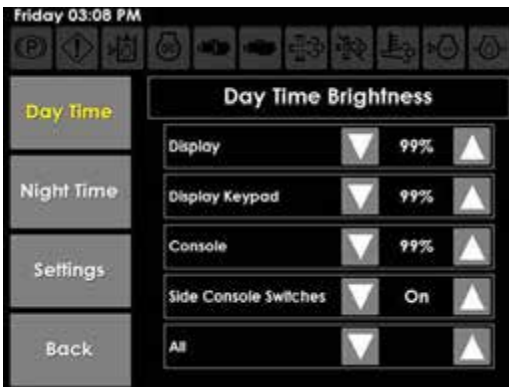 Friday 03:08 PM
Day Time
Day Time Brightness
Display 99%
Display Keypad 99%
Night Time
Console 99%
Settings
Side Console Switches On
Back
All